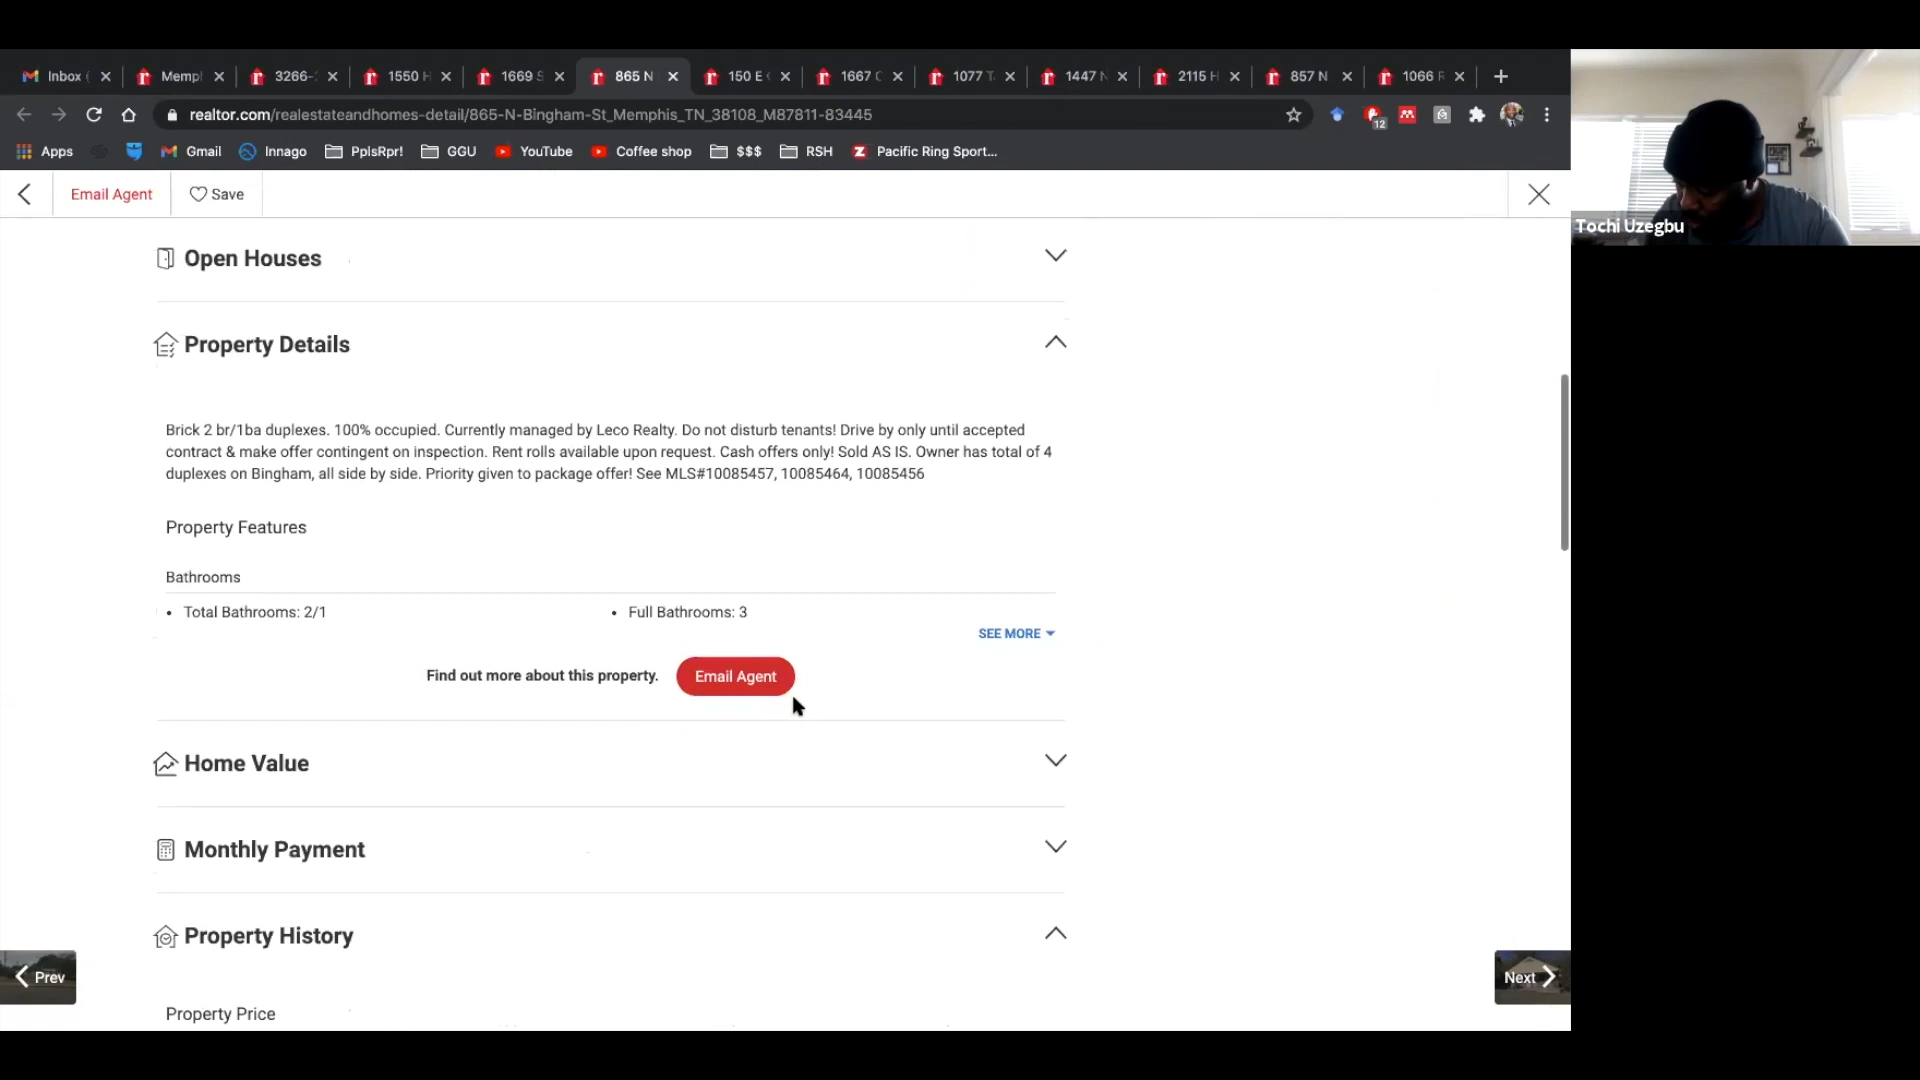 Inbox (
Memp
3266-
1550 H
1669 S
865 N
150 E
1667
1077
1447 N
2115 H
857 N
1066
realtor.com/realestateandhomes-detail/865-N-Bingham-St_Memphis_TN_38108_M87811-83445
12
Apps
Gmail
Innago
PplsRpr!
GGU
YouTube
Coffee shop
$$$
RSH
Pacific Ring Sport...
Email Agent
Save
Tochi Uzegbu
Open Houses
Property Details
Brick 2 br/1ba duplexes. 100% occupied. Currently managed by Leco Realty. Do not disturb tenants! Drive by only until accepted
contract & make offer contingent on inspection. Rent rolls available upon request. Cash offers only! Sold AS IS. Owner has total of 4
duplexes on Bingham, all side by side. Priority given to package offer! See MLS#10085457, 10085464, 10085456
Property Features
Bathrooms
• Total Bathrooms: 2/1
• Full Bathrooms: 3
SEE MORE
Find out more about this property.
Email Agent
Home Value
Monthly Payment
Property History
Prev
Next
Property Price